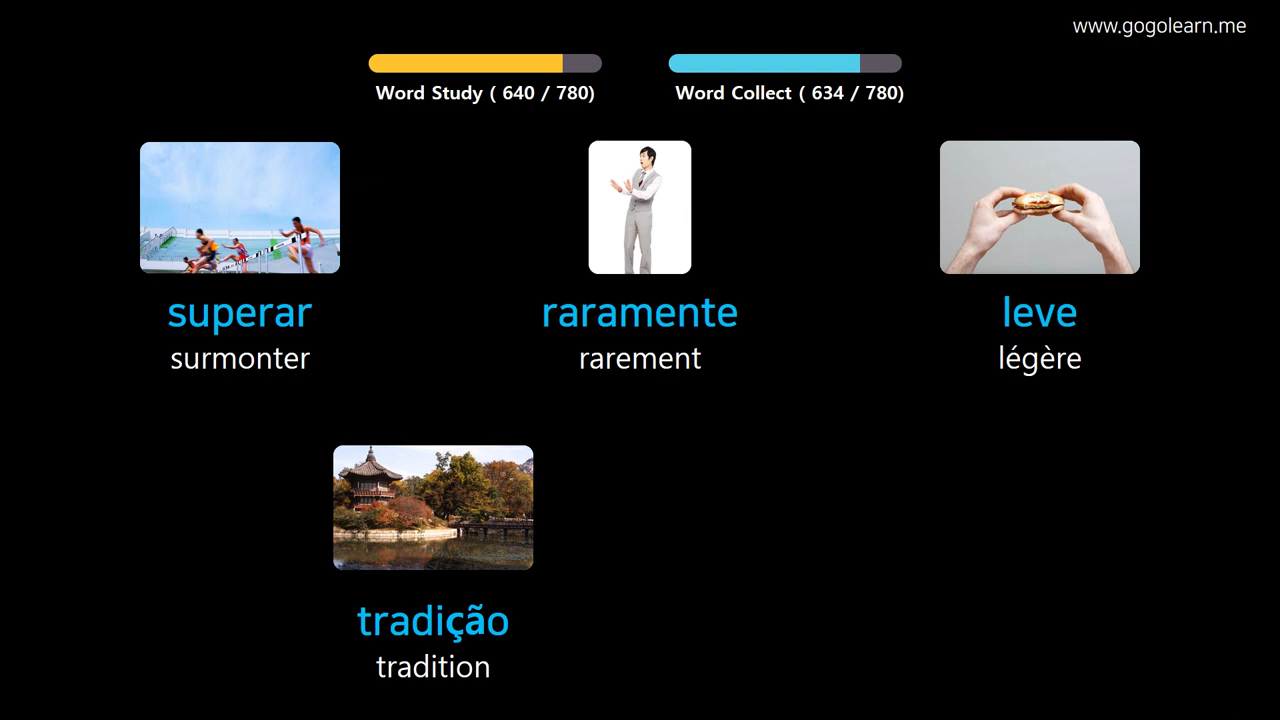 www.gogolearn.me
Word Study ( 640 / 780)
Word Collect ( 634 / 780)
superar
surmonter
raramente
rarement
leve
légère
tradição
tradition